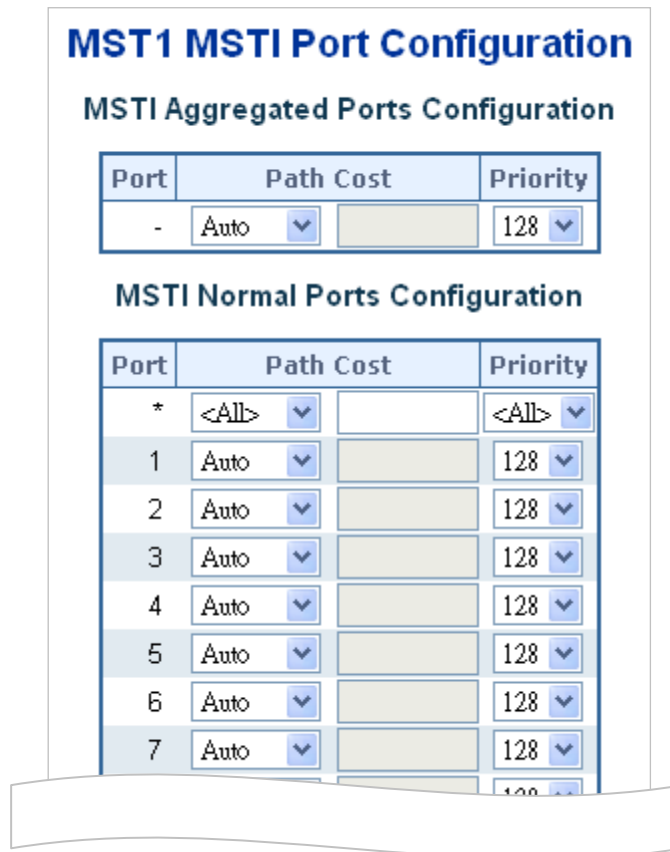 MST1 MSTI Port Configuration
MSTI Aggregated Ports Configuration
Port Path Cost Priority
- Auto 128
MSTI Normal Ports Configuration
Port Path Cost Priority
* <All> <All>
1 Auto 128
2 Auto 128
3 Auto 128
4 Auto 128
5 Auto 128
6 Auto 128
7 Auto 128